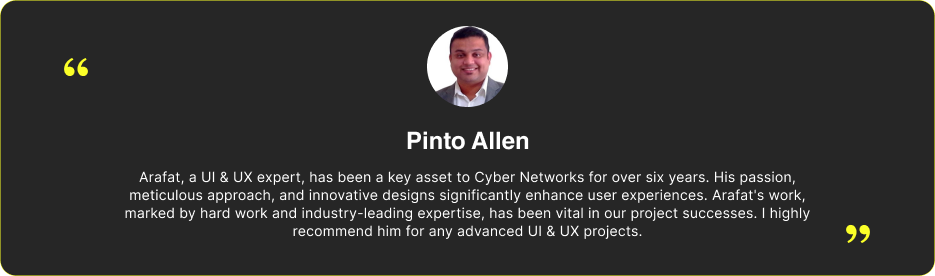 “
Pinto Allen
Arafat, a UI & UX expert, has been a key asset to Cyber Networks for over six years. His passion,
meticulous approach, and innovative designs significantly enhance user experiences. Arafat's work,
marked by hard work and industry-leading expertise, has been vital in our project successes. I highly
recommend him for any advanced UI & UX projects.
”